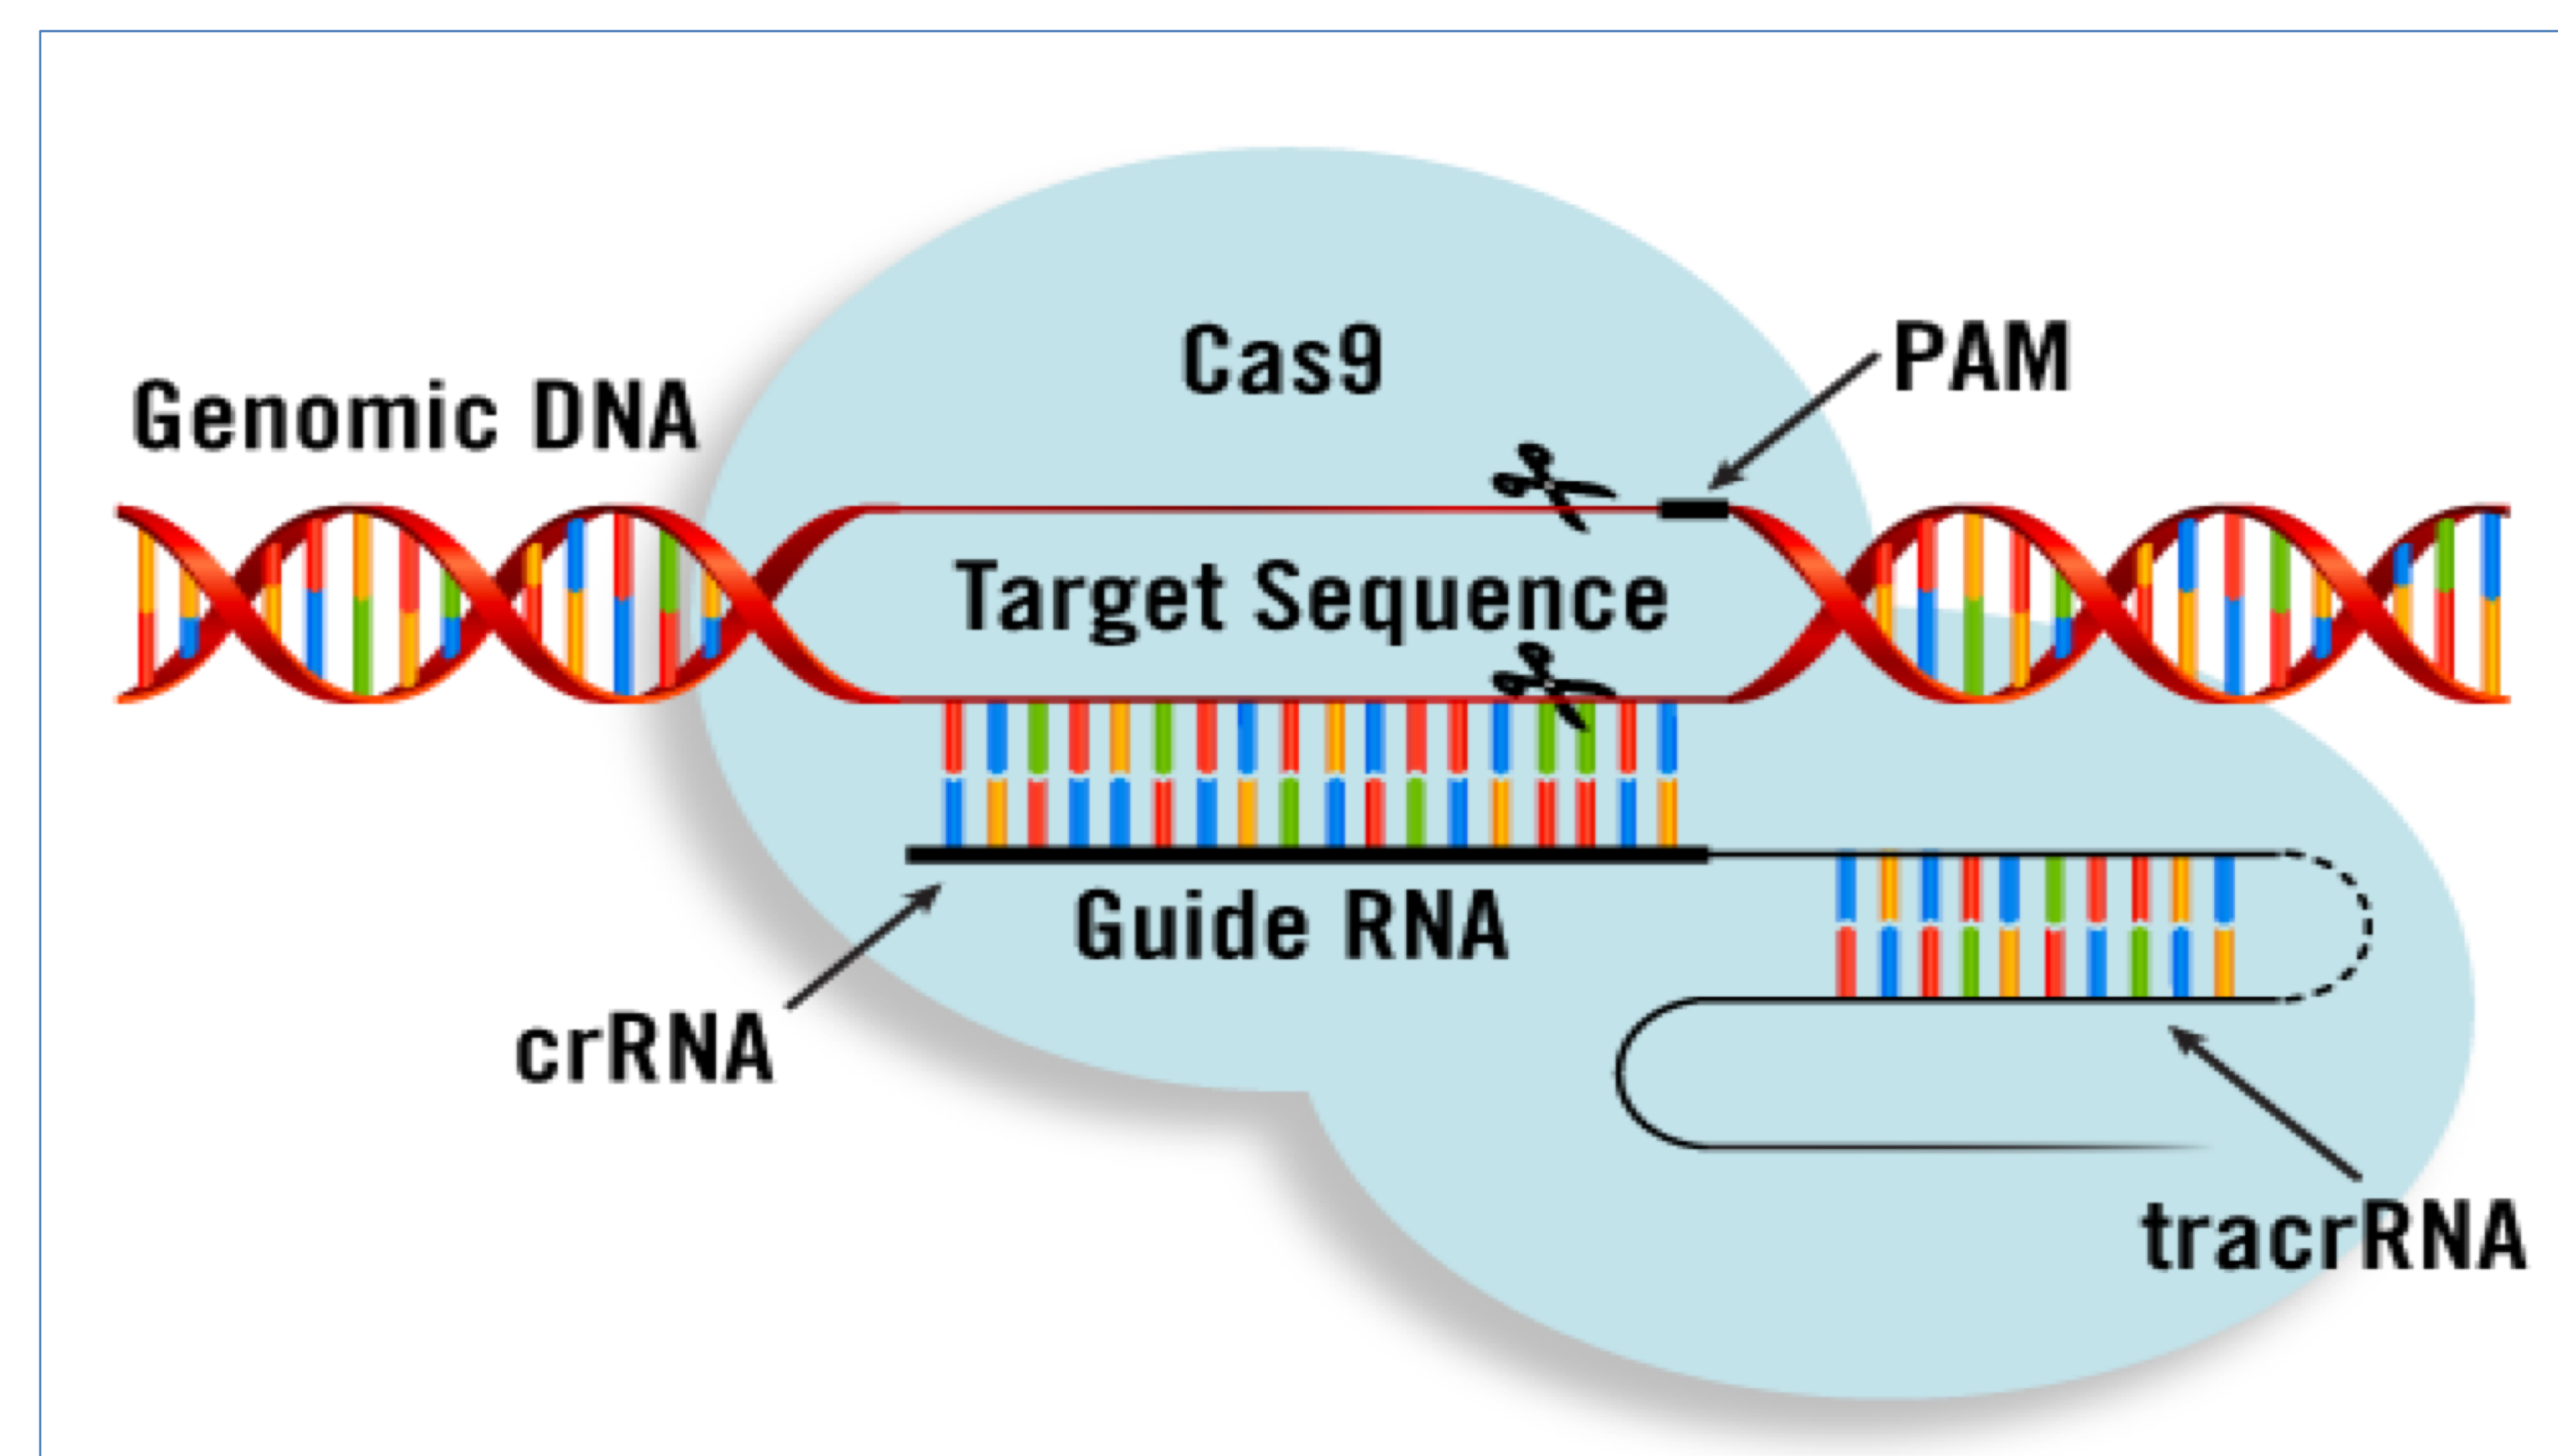 Cas9
PAM
Genomic DNA
Target Sequence
Guide RNA
crRNA
tracrRNA